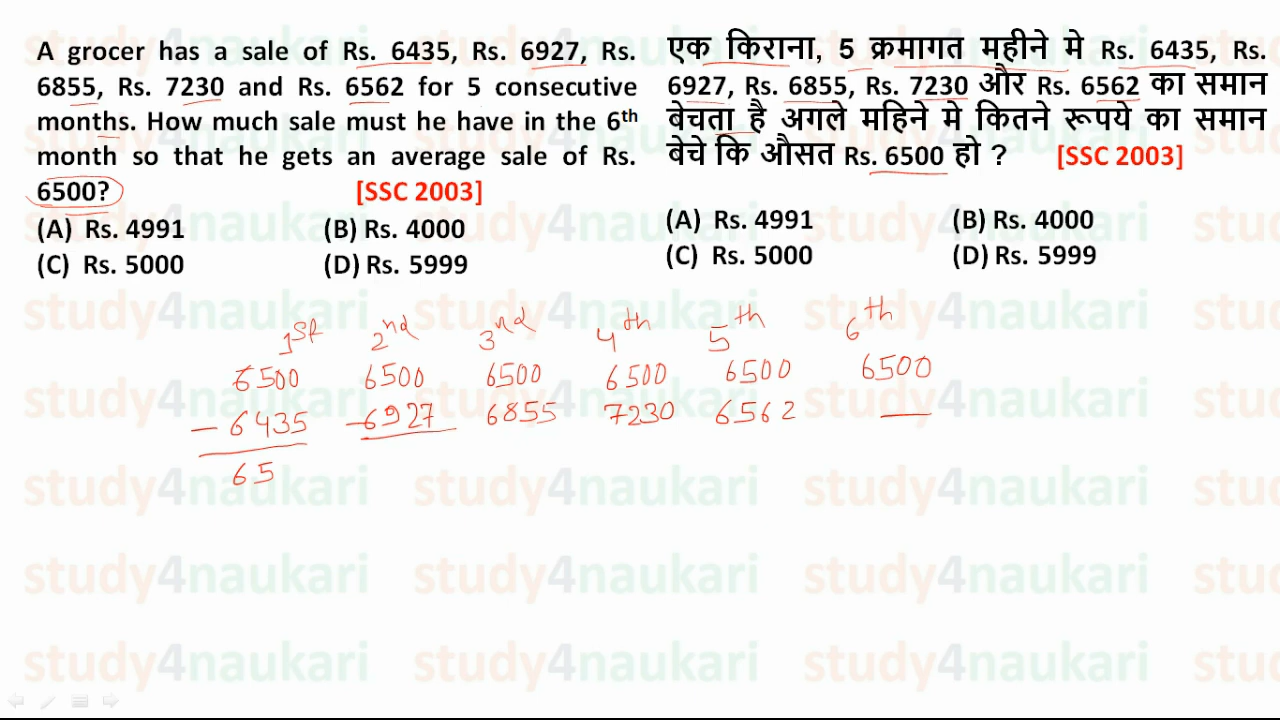 A grocer has a sale of Rs. 6435, Rs. 6927, Rs.
6855, Rs. 7230 and Rs. 6562 for 5 consecutive
months. How much sale must he have in the 6th
month so that he gets an average sale of Rs.
6500? [SSC 2003]
(A) Rs. 4991 (B) Rs. 4000
(C) Rs. 5000 (D) Rs. 5999
एक किराना, 5 क्रमागत महीने मे Rs. 6435, Rs.
6927, Rs. 6855, Rs. 7230 और Rs. 6562 का समान
बेचता है अगले महिने मे कितने रूपये का समान
बेचे कि औसत Rs. 6500 हो ? [SSC 2003]
(A) Rs. 4991 (B) Rs. 4000
(C) Rs. 5000 (D) Rs. 5999
1st 2nd 3nd 4th 5th 6th
6500 6500 6500 6500 6500 6500
- 6435 - 6927 6855 7230 6562
65
study4naukari study4naukari study4naukari